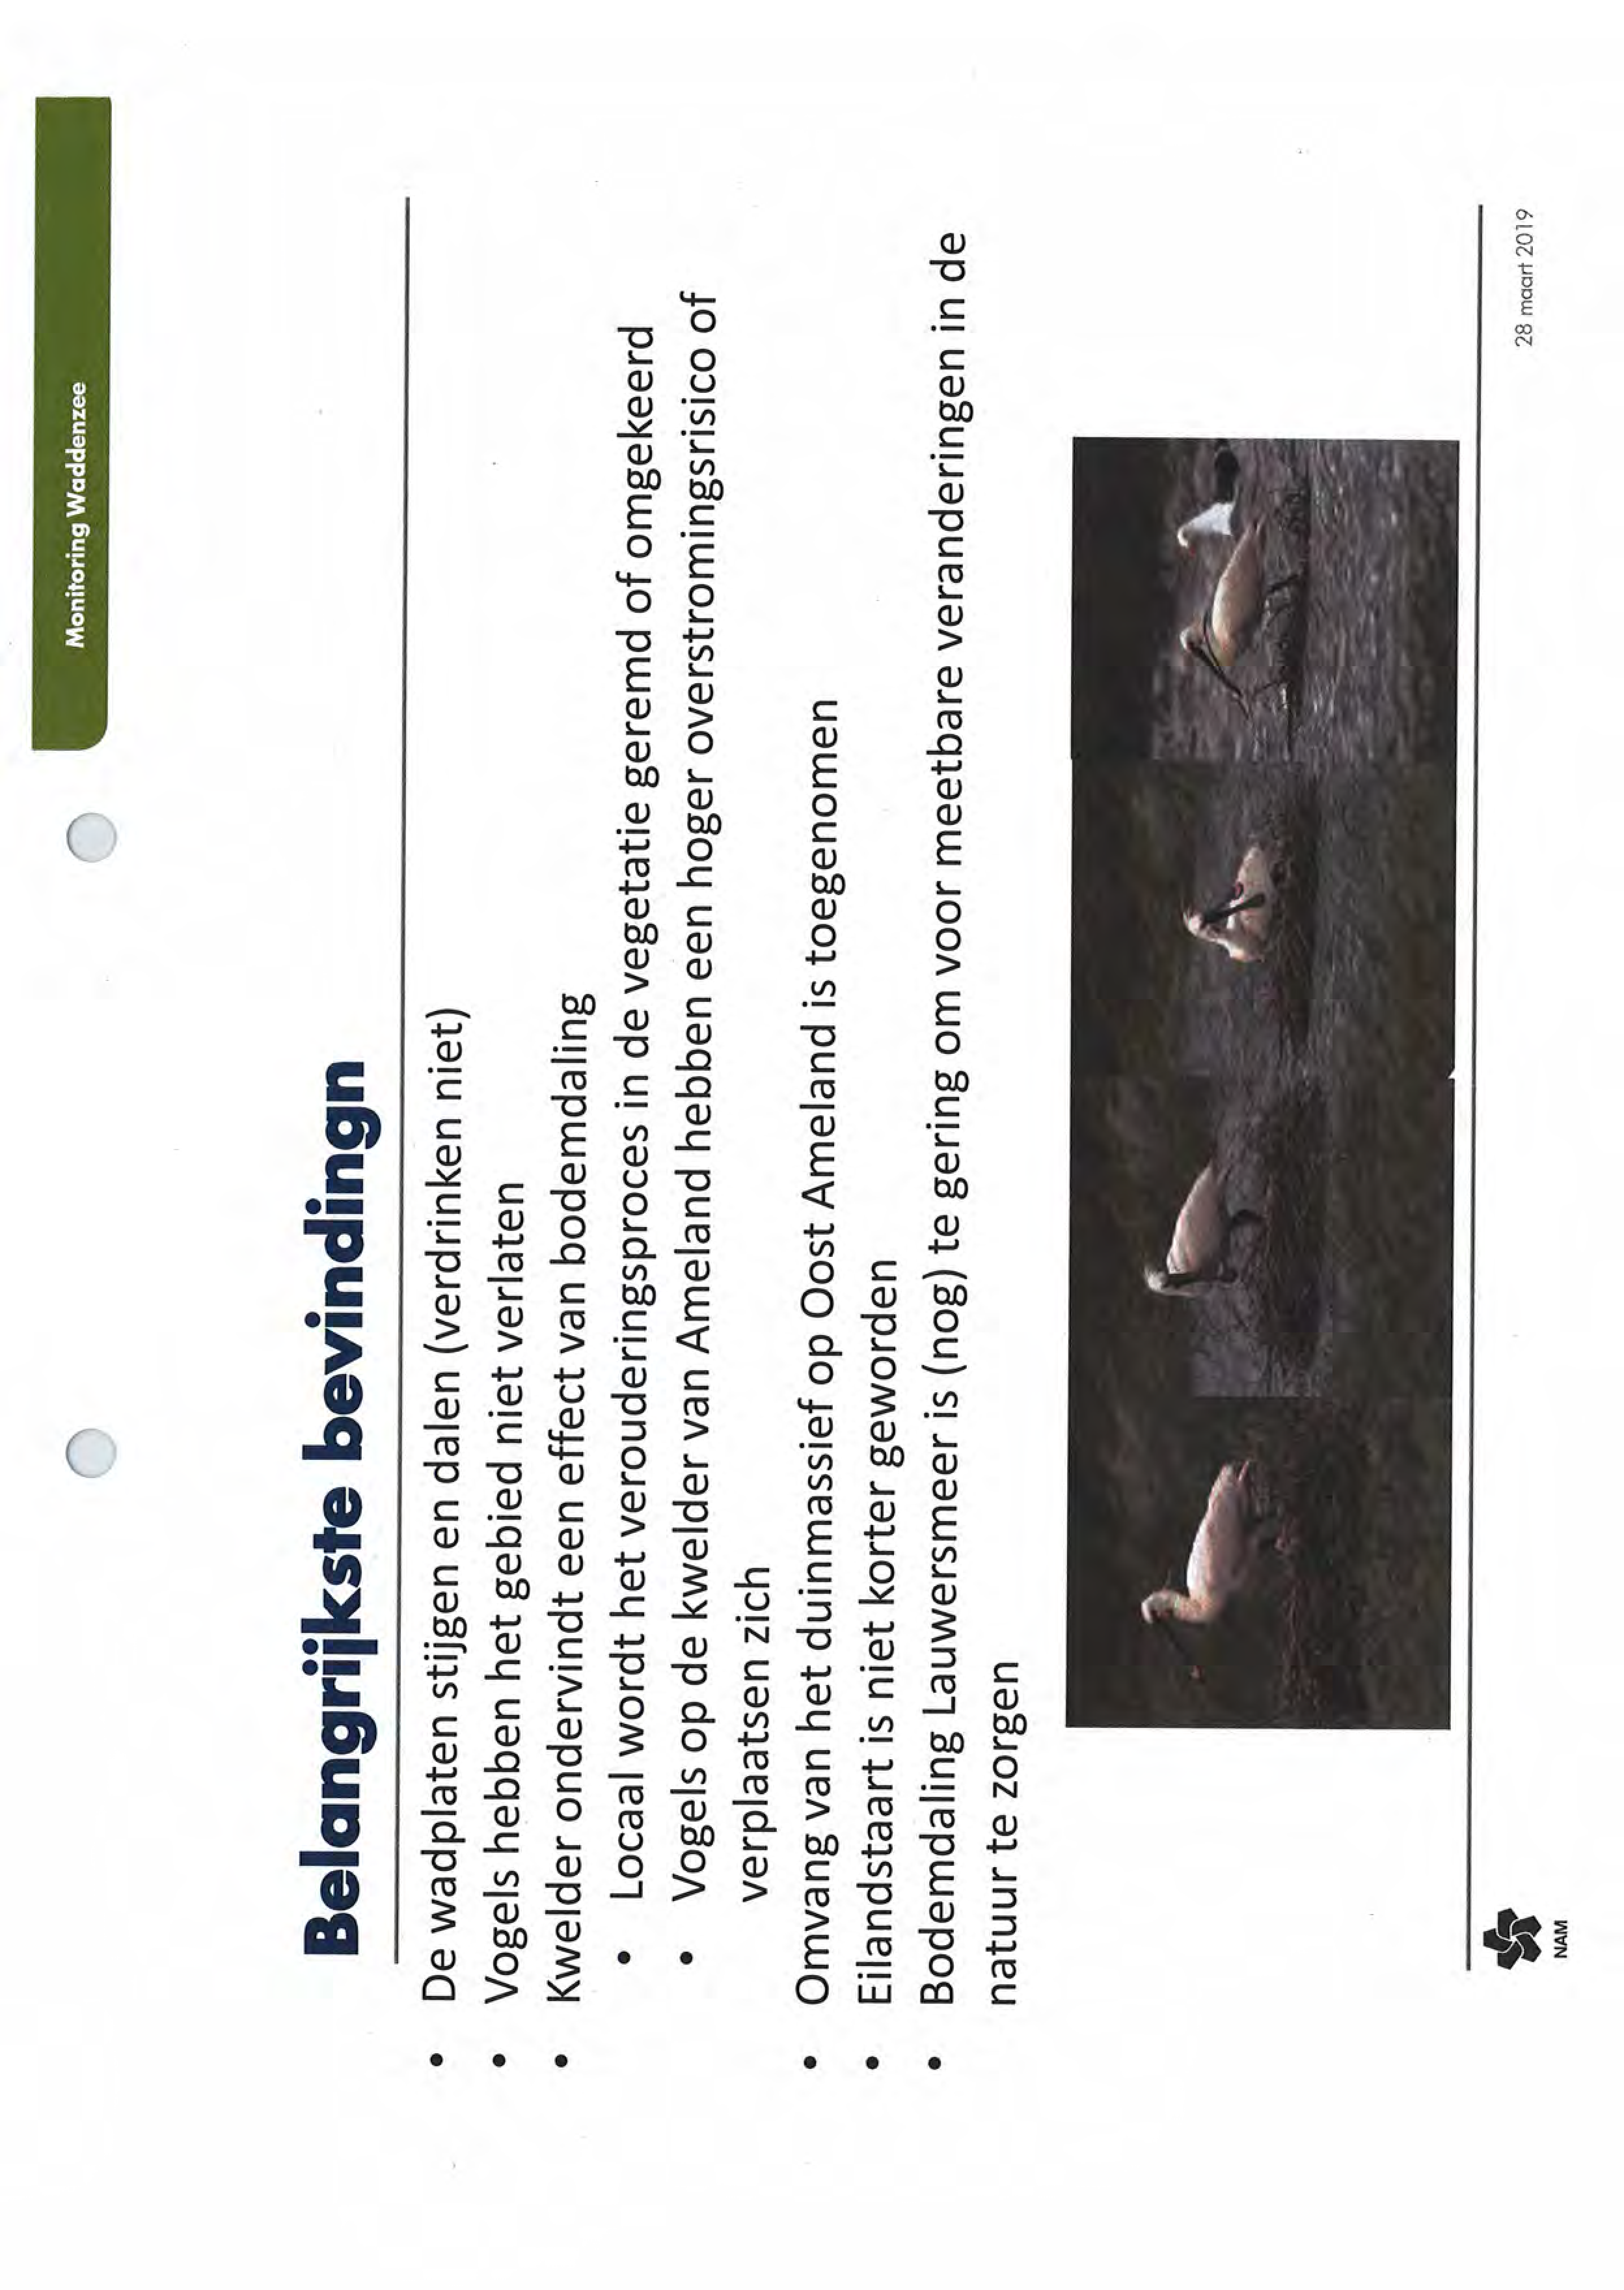 Monitoring Waddenzee
Belangrijkste bevindingn
• De wadplaten stijgen en dalen (verdrinken niet)
• Vogels hebben het gebied niet verlaten
• Kwelder ondervindt een effect van bodemdaling
• Locaal wordt het verouderingsproces in de vegetatie geremd of omgekeerd
• Vogels op de kwelder van Ameland hebben een hoger overstromingsrisico of
verplaatsen zich
• Omvang van het duinmassief op Oost Ameland is toegenomen
• Eilandstaart is niet korter geworden
• Bodemdaling Lauwersmeer is (nog) te gering om voor meetbare veranderingen in de
natuur te zorgen
NAM
28 maart 2019